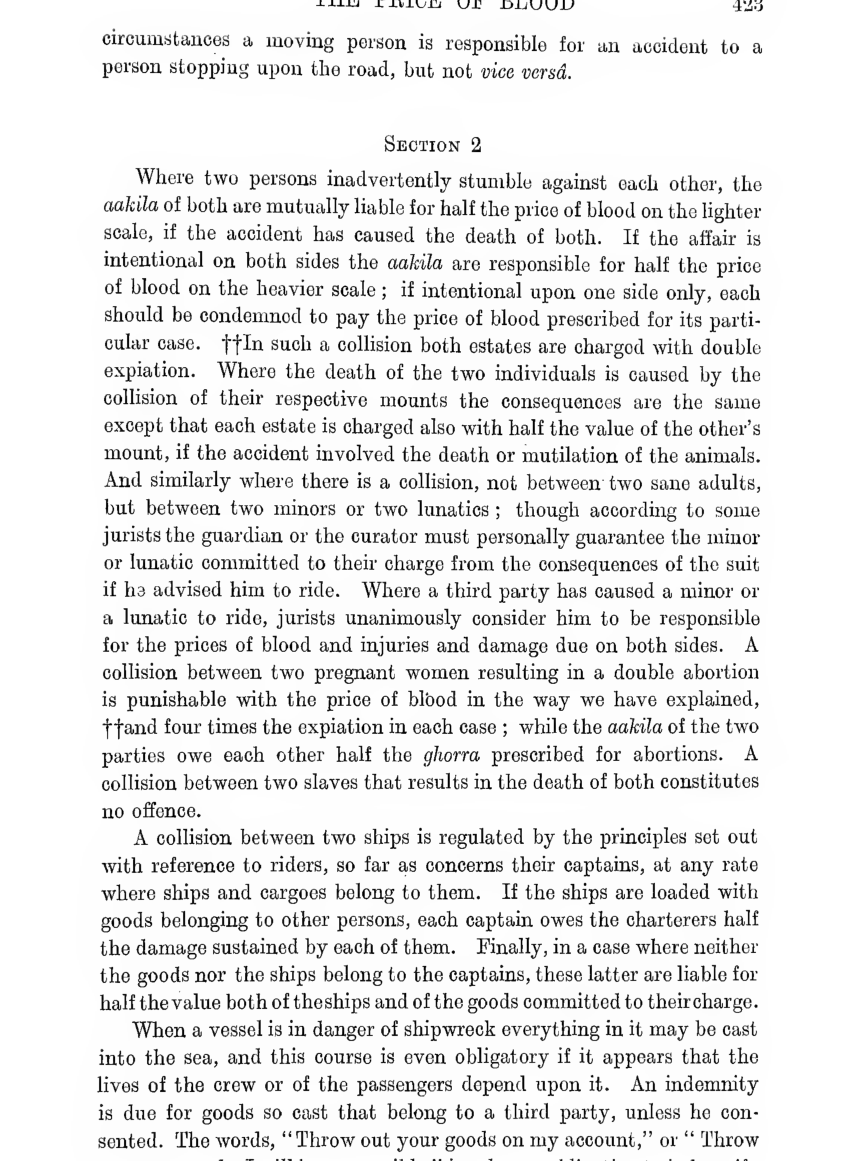 THE PRICE OF BLOOD 423
circumstances a moving person is responsible for an accident to a
person stopping upon the road, but not vice versâ.
SECTION 2
Where two persons inadvertently stumble against each other, the
aakila of both are mutually liable for half the price of blood on the lighter
scale, if the accident has caused the death of both. If the affair is
intentional on both sides the aakila are responsible for half the price
of blood on the heavier scale ; if intentional upon one side only, each
should be condemned to pay the price of blood prescribed for its parti-
cular case. ††In such a collision both estates are charged with double
expiation. Where the death of the two individuals is caused by the
collision of their respective mounts the consequences are the same
except that each estate is charged also with half the value of the other's
mount, if the accident involved the death or mutilation of the animals.
And similarly where there is a collision, not between two sane adults,
but between two minors or two lunatics ; though according to some
jurists the guardian or the curator must personally guarantee the minor
or lunatic committed to their charge from the consequences of the suit
if he advised him to ride. Where a third party has caused a minor or
a lunatic to ride, jurists unanimously consider him to be responsible
for the prices of blood and injuries and damage due on both sides. A
collision between two pregnant women resulting in a double abortion
is punishable with the price of blood in the way we have explained,
††and four times the expiation in each case ; while the aakila of the two
parties owe each other half the ghorra prescribed for abortions. A
collision between two slaves that results in the death of both constitutes
no offence.
A collision between two ships is regulated by the principles set out
with reference to riders, so far as concerns their captains, at any rate
where ships and cargoes belong to them. If the ships are loaded with
goods belonging to other persons, each captain owes the charterers half
the damage sustained by each of them. Finally, in a case where neither
the goods nor the ships belong to the captains, these latter are liable for
half the value both of the ships and of the goods committed to their charge.
When a vessel is in danger of shipwreck everything in it may be cast
into the sea, and this course is even obligatory if it appears that the
lives of the crew or of the passengers depend upon it. An indemnity
is due for goods so cast that belong to a third party, unless he con-
sented. The words, "Throw out your goods on my account," or " Throw